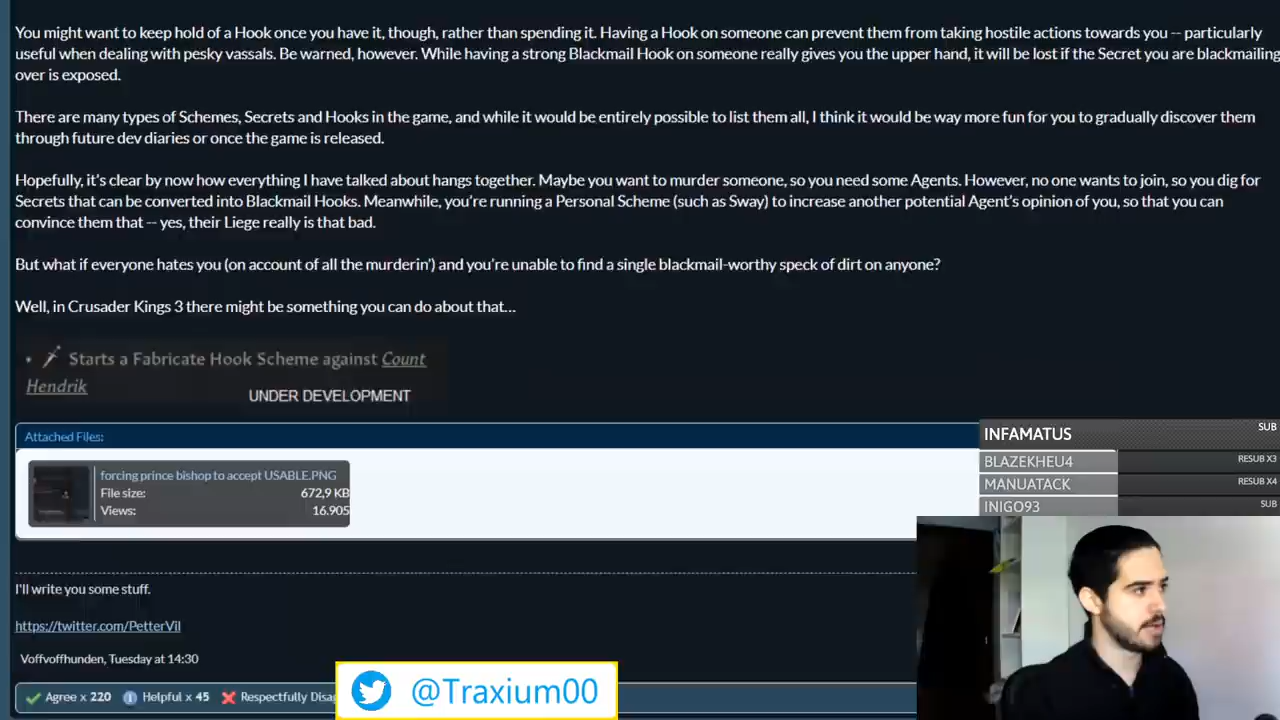 You might want to keep hold of a Hook once you have it, though, rather than spending it. Having a Hook on someone can prevent them from taking hostile actions towards you -- particularly
useful when dealing with pesky vassals. Be warned, however. While having a strong Blackmail Hook on someone really gives you the upper hand, it will be lost if the Secret you are blackmailing
over is exposed.
There are many types of Schemes, Secrets and Hooks in the game, and while it would be entirely possible to list them all, I think it would be way more fun for you to gradually discover them
through future dev diaries or once the game is released.
Hopefully, it's clear by now how everything I have talked about hangs together. Maybe you want to murder someone, so you need some Agents. However, no one wants to join, so you dig for
Secrets that can be converted into Blackmail Hooks. Meanwhile, you're running a Personal Scheme (such as Sway) to increase another potential Agent's opinion of you, so that you can
convince them that -- yes, their Liege really is that bad.
But what if everyone hates you (on account of all the murderin') and you're unable to find a single blackmail-worthy speck of dirt on anyone?
Well, in Crusader Kings 3 there might be something you can do about that...
• Starts a Fabricate Hook Scheme against Count
Hendrik
UNDER DEVELOPMENT
Attached Files:
forcing prince bishop to accept USABLE.PNG
File size: 672,9 KB
Views: 16.905
INFAMATUS SUB
BLAZEKHEU4 RESUB X3
MANUATACK RESUB X4
INIGO93 SUB
I'll write you some stuff.
https://twitter.com/PetterVil
Voffvoffhunden, Tuesday at 14:30
Agree x 220 Helpful x 45 Respectfully Disa
@Traxium00